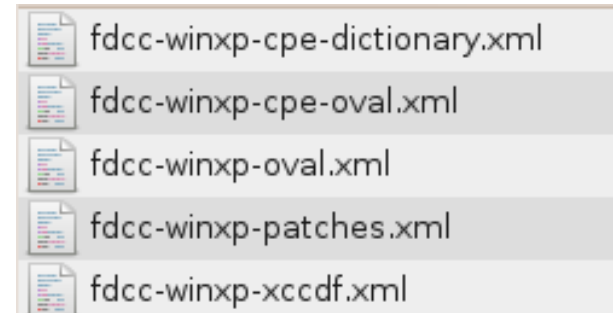 fdcc-winxp-cpe-dictionary.xml
fdcc-winxp-cpe-oval.xml
fdcc-winxp-oval.xml
fdcc-winxp-patches.xml
fdcc-winxp-xccdf.xml